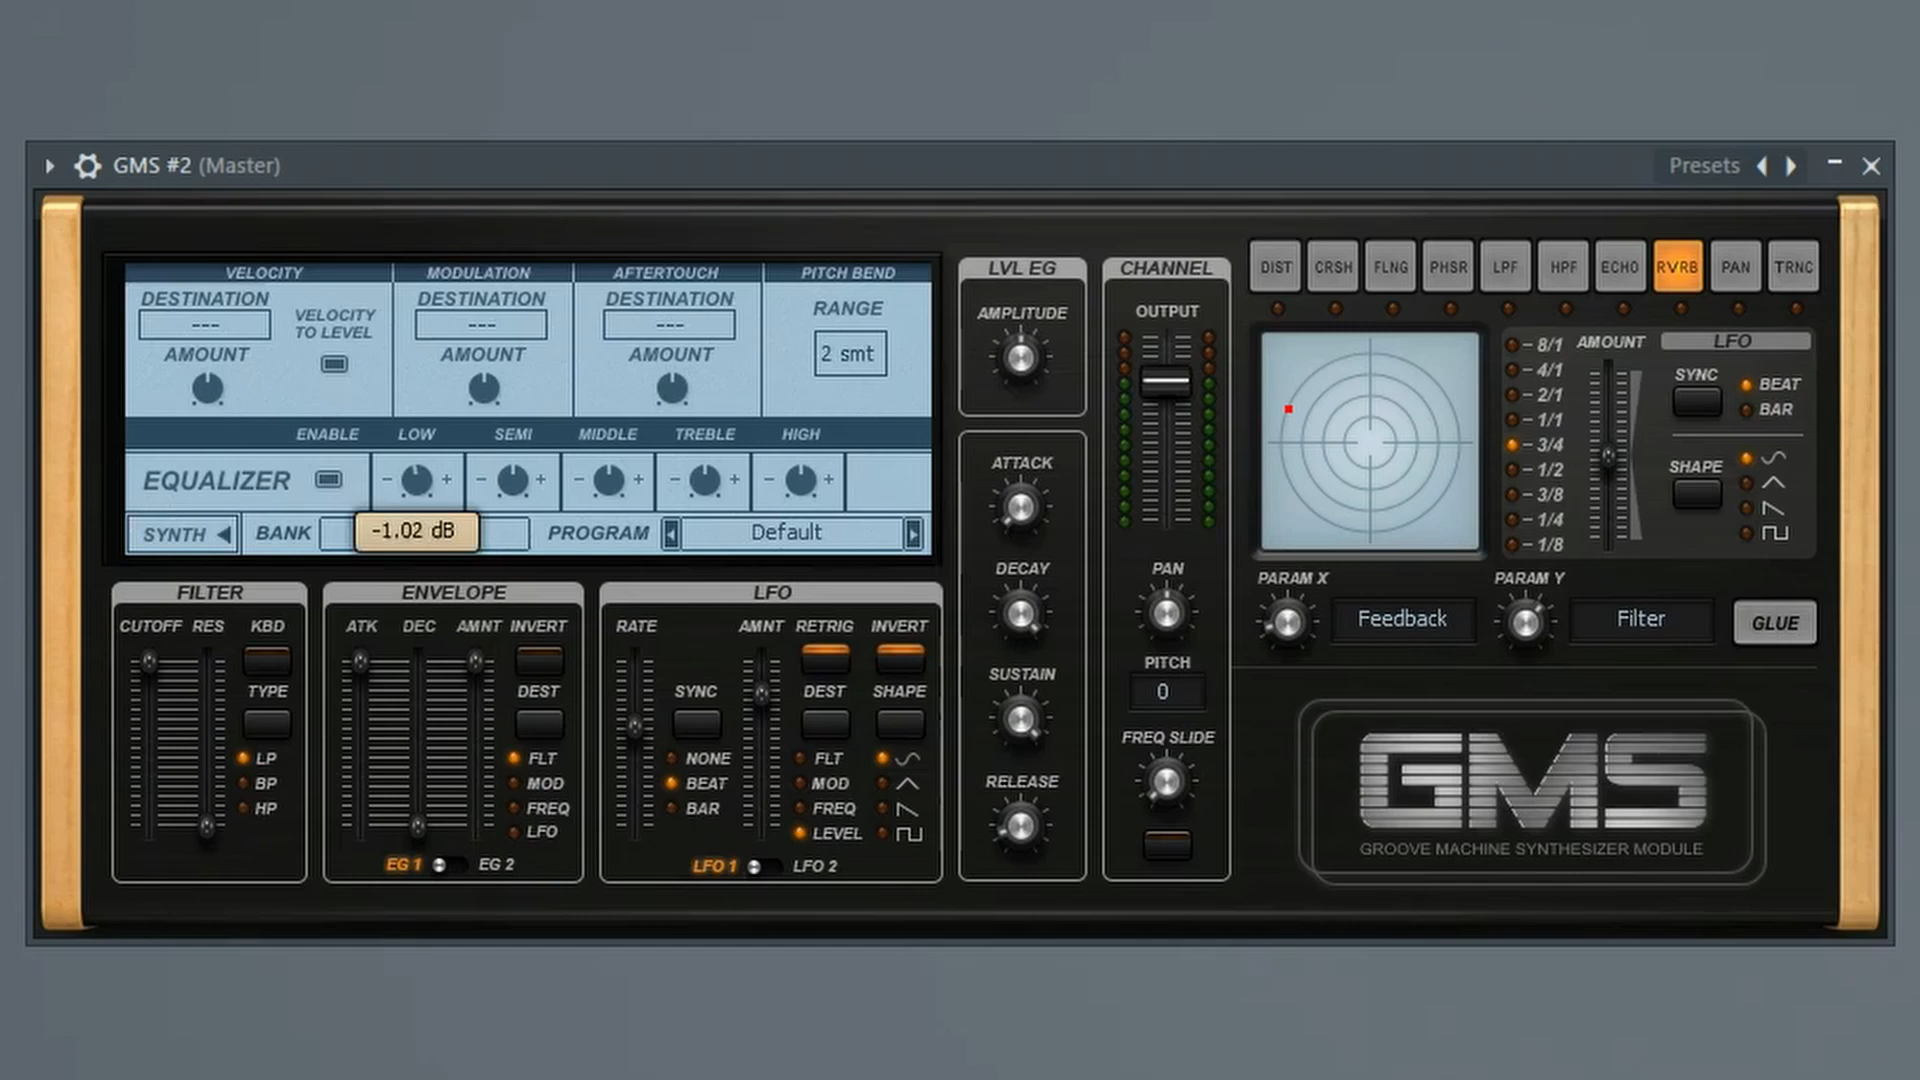 GMS #2 (Master)
Presets
VELOCITY
MODULATION
AFTERTOUCH
PITCH BEND
DESTINATION
---
AMOUNT
VELOCITY
TO LEVEL
DESTINATION
---
AMOUNT
DESTINATION
---
AMOUNT
RANGE
2 smt
ENABLE LOW SEMI MIDDLE TREBLE HIGH
EQUALIZER
- + - + - + - + - +
SYNTH
BANK
-1.02 dB
PROGRAM
Default
FILTER
CUTOFF RES KBD
TYPE
LP
BP
HP
ENVELOPE
ATK DEC AMNT INVERT
DEST
FLT
MOD
FREQ
LFO
EG 1 EG 2
LFO
RATE AMNT RETRIG INVERT
SYNC DEST SHAPE
NONE FLT
BEAT MOD
BAR FREQ
LEVEL
LFO 1 LFO 2
LVL EG
AMPLITUDE
ATTACK
DECAY
SUSTAIN
RELEASE
CHANNEL
OUTPUT
PAN
PITCH
0
FREQ SLIDE
DIST CRSH FLNG PHSR LPF HPF ECHO RVRB PAN TRNC
8/1
4/1
2/1
1/1
3/4
1/2
3/8
1/4
1/8
AMOUNT
LFO
SYNC
BEAT
BAR
SHAPE
PARAM X
Feedback
PARAM Y
Filter
GLUE
GMS
GROOVE MACHINE SYNTHESIZER MODULE